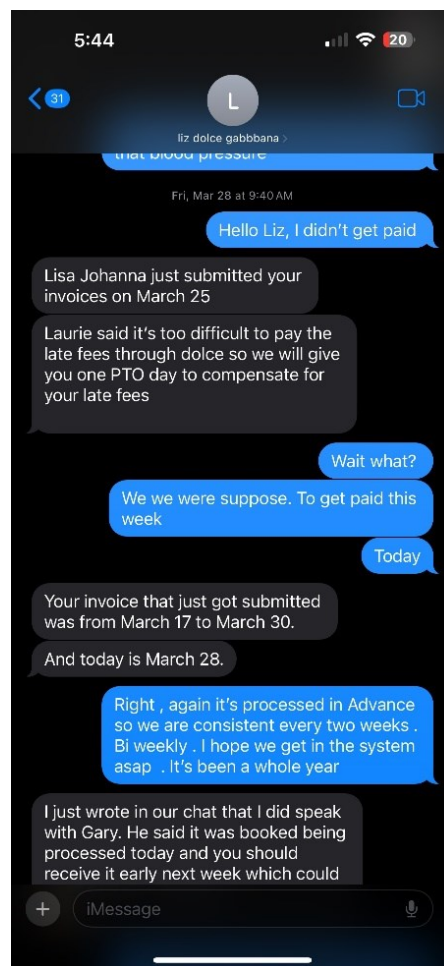 5:44
20
31
L
liz dolce gabbbana >
that blood pressure
Fri, Mar 28 at 9:40 AM
Hello Liz, I didn't get paid
Lisa Johanna just submitted your
invoices on March 25
Laurie said it's too difficult to pay the
late fees through dolce so we will give
you one PTO day to compensate for
your late fees
Wait what?
We we were suppose. To get paid this
week
Today
Your invoice that just got submitted
was from March 17 to March 30.
And today is March 28.
Right , again it's processed in Advance
so we are consistent every two weeks .
Bi weekly . I hope we get in the system
asap  . It's been a whole year
I just wrote in our chat that I did speak
with Gary. He said it was booked being
processed today and you should
receive it early next week which could
iMessage